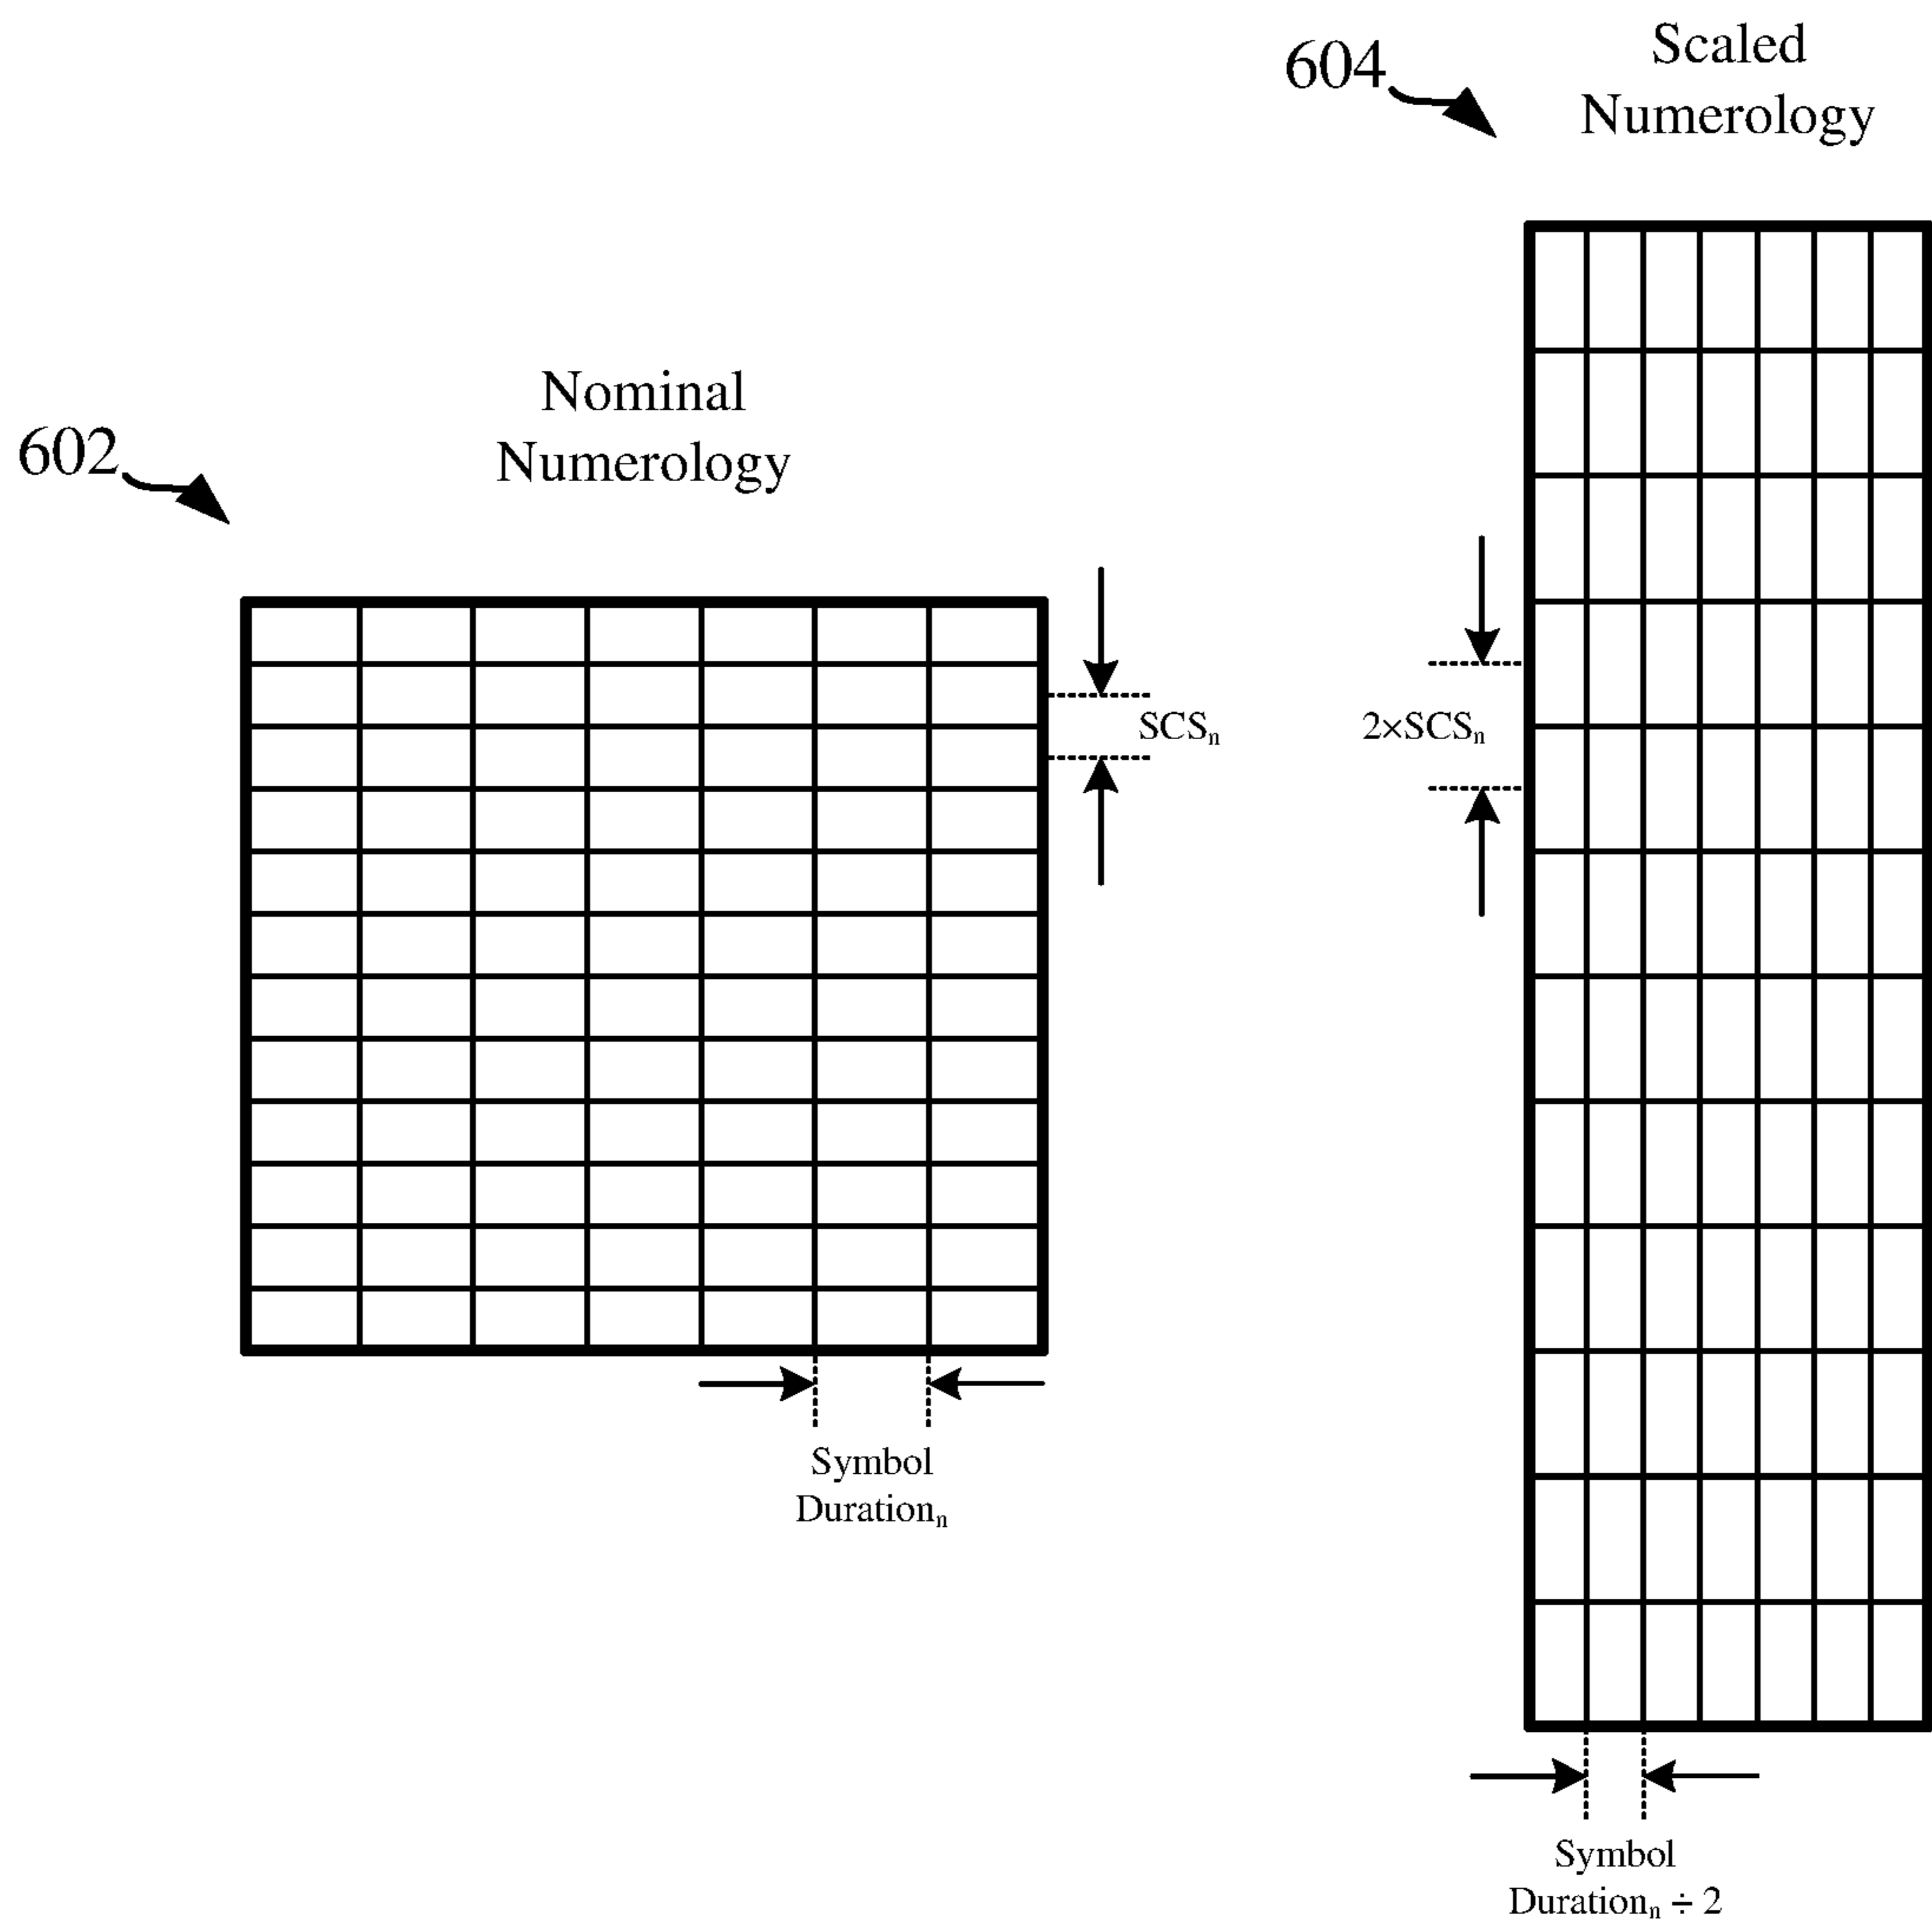 604
Scaled
Numerology
602
Nominal
Numerology
SCSₙ
2×SCSₙ
Symbol
Durationₙ
Symbol
Durationₙ ÷ 2